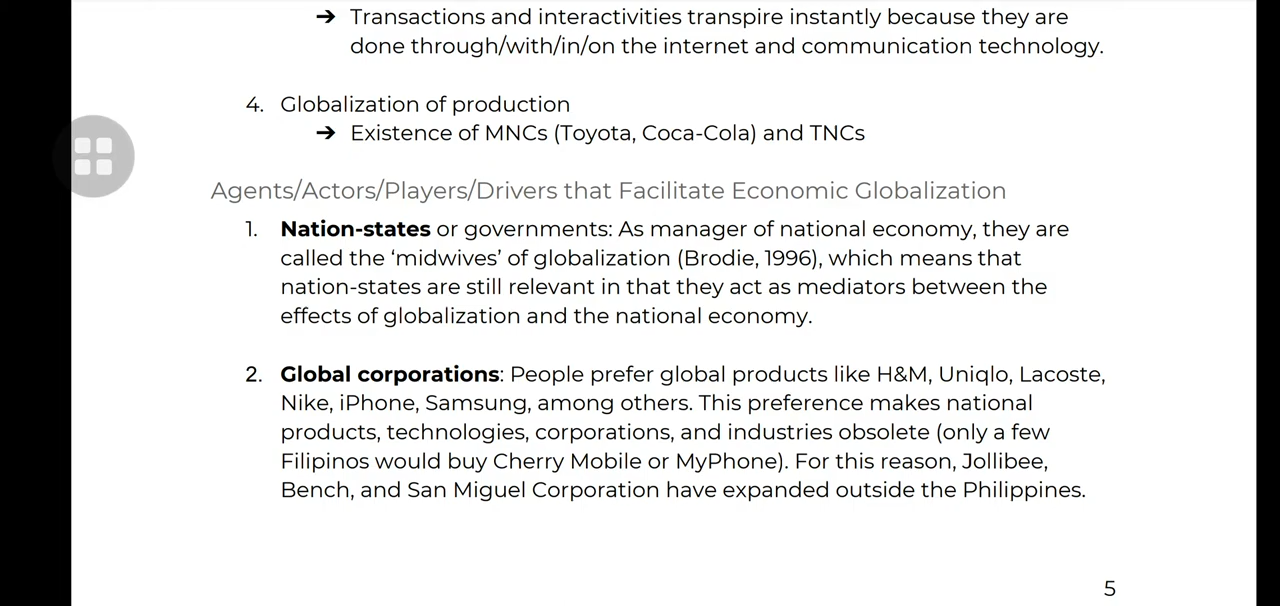 ➔ Transactions and interactivities transpire instantly because they are
done through/with/in/on the internet and communication technology.
4. Globalization of production
➔ Existence of MNCs (Toyota, Coca-Cola) and TNCs
Agents/Actors/Players/Drivers that Facilitate Economic Globalization
1. Nation-states or governments: As manager of national economy, they are
called the ‘midwives’ of globalization (Brodie, 1996), which means that
nation-states are still relevant in that they act as mediators between the
effects of globalization and the national economy.
2. Global corporations: People prefer global products like H&M, Uniqlo, Lacoste,
Nike, iPhone, Samsung, among others. This preference makes national
products, technologies, corporations, and industries obsolete (only a few
Filipinos would buy Cherry Mobile or MyPhone). For this reason, Jollibee,
Bench, and San Miguel Corporation have expanded outside the Philippines.
5